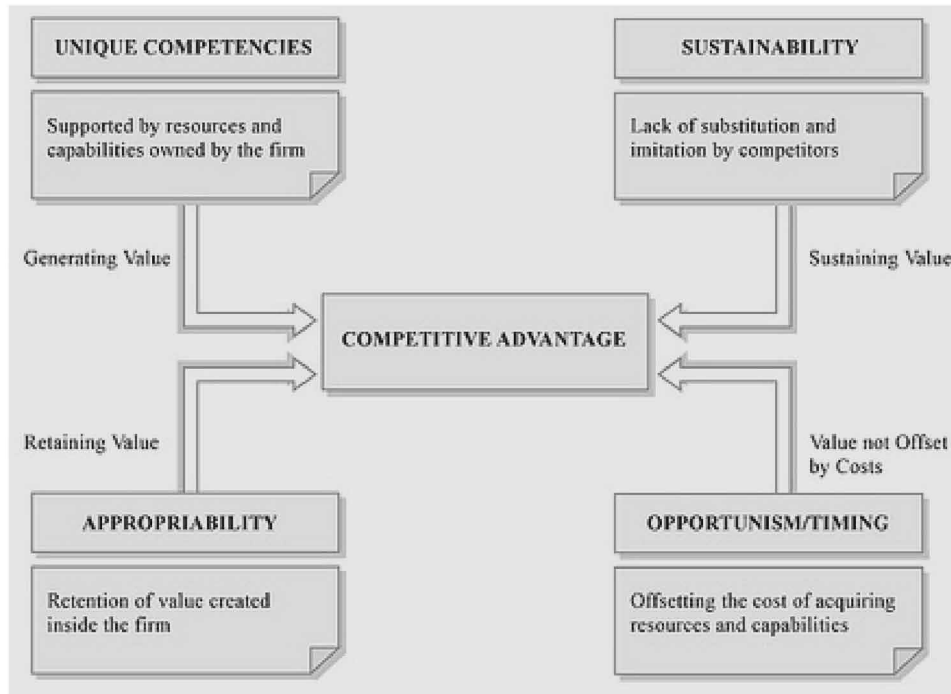 UNIQUE COMPETENCIES
Supported by resources and
capabilities owned by the firm
Generating Value
SUSTAINABILITY
Lack of substitution and
imitation by competitors
Sustaining Value
COMPETITIVE ADVANTAGE
Retaining Value
APPROPRIABILITY
Retention of value created
inside the firm
Value not Offset
by Costs
OPPORTUNISM/TIMING
Offsetting the cost of acquiring
resources and capabilities